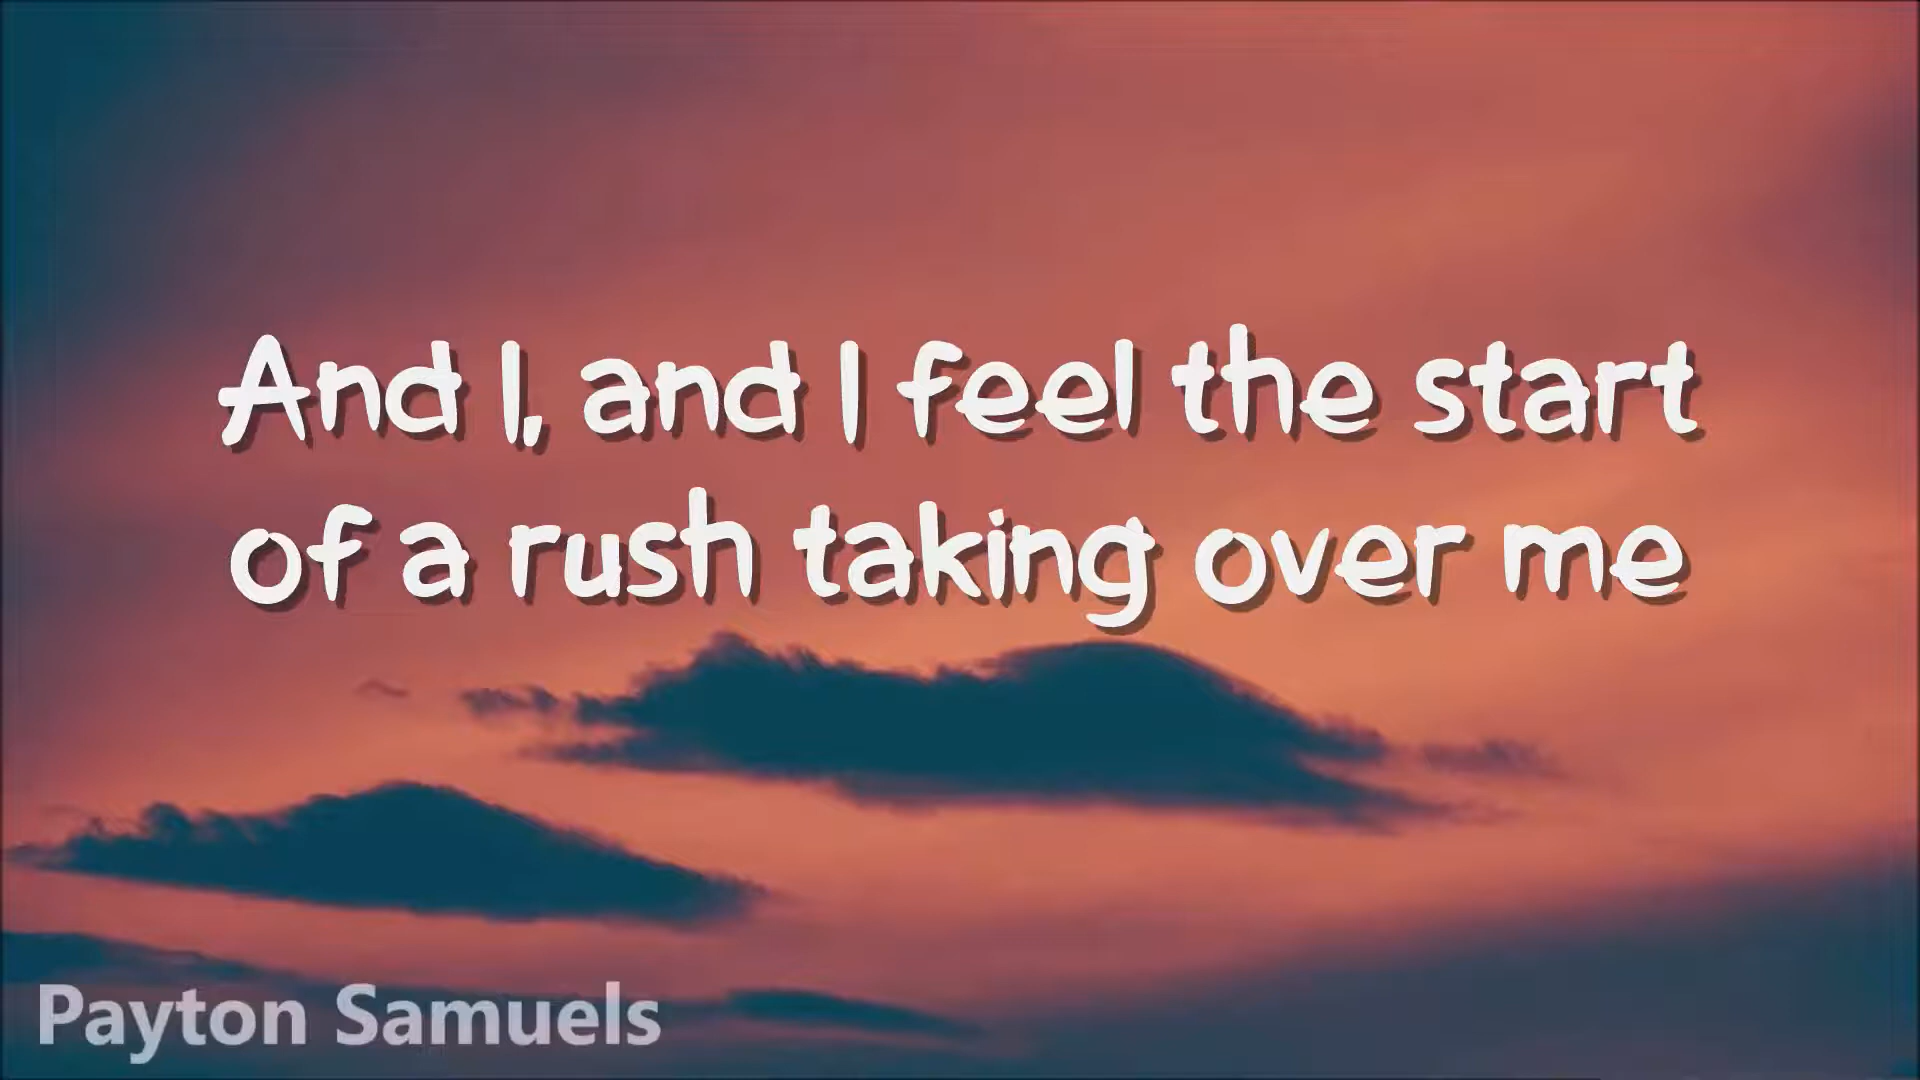 And I, and I feel the start
of a rush taking over me
Payton Samuels